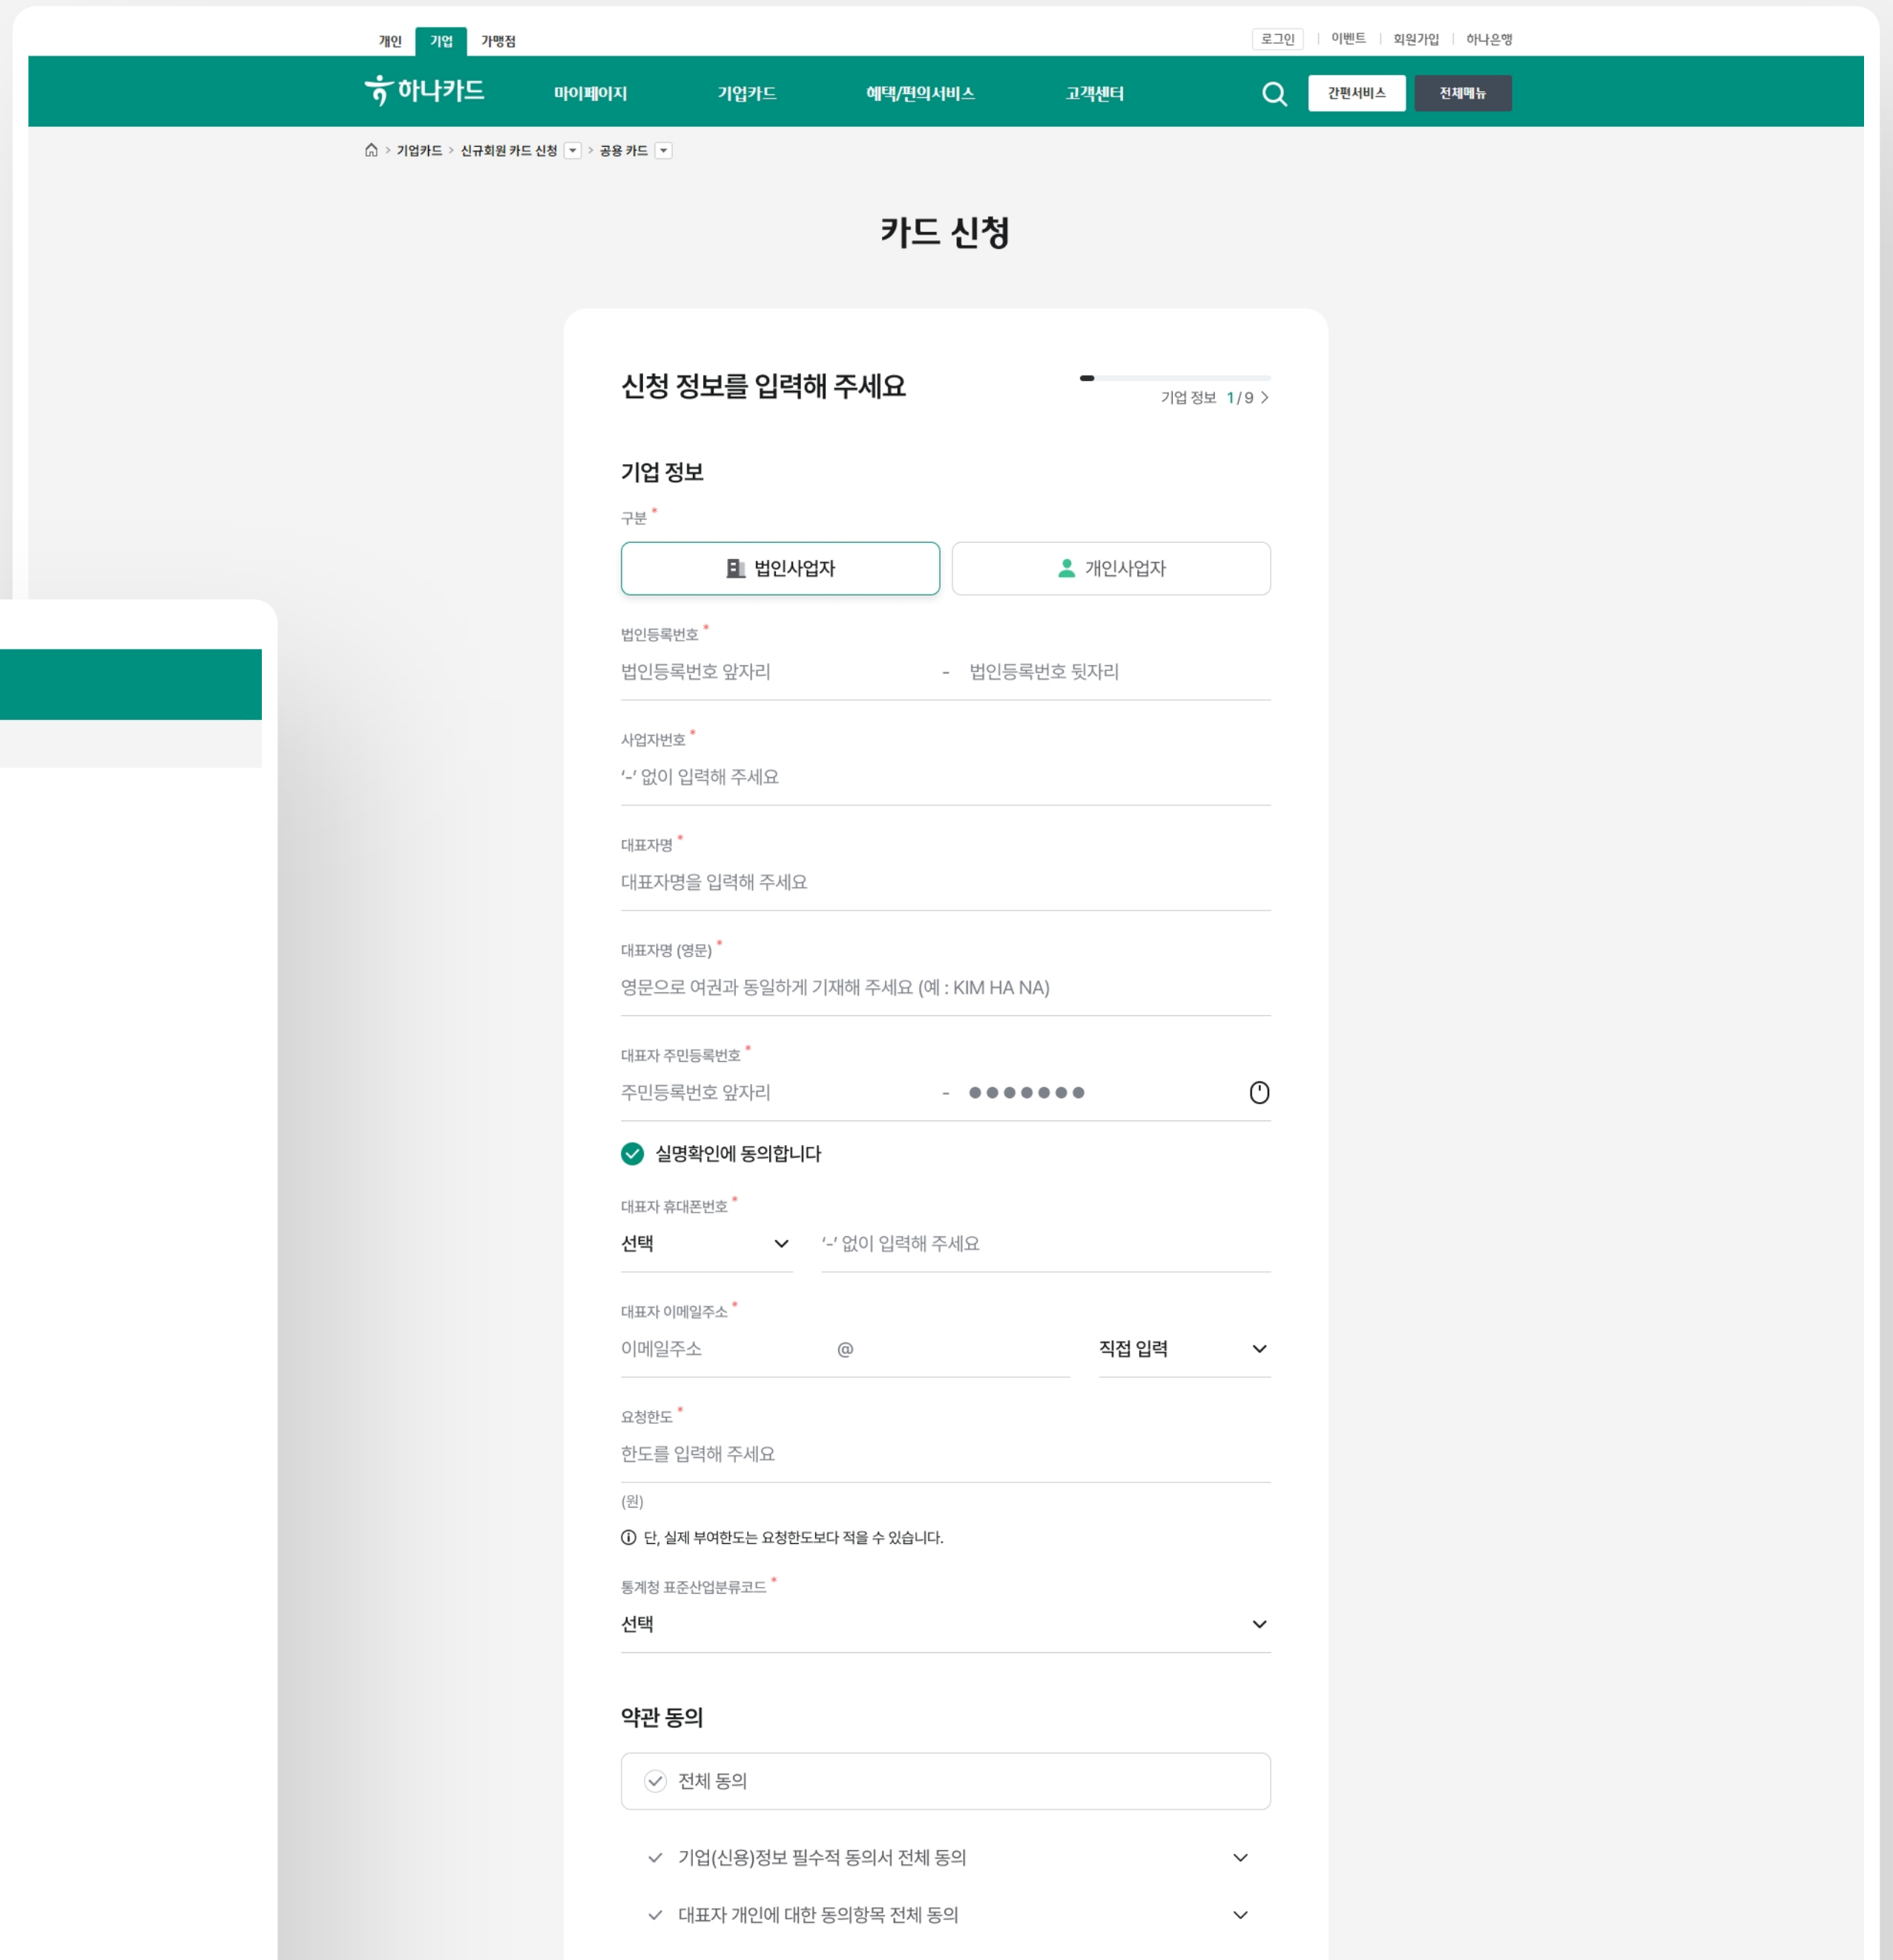 개인 기업 가맹점 로그인 이벤트 회원가입 하나은행
하나카드 마이페이지 기업카드 혜택/편의서비스 고객센터 간편서비스 전체메뉴
> 기업카드 > 신규회원 카드 신청 > 공용 카드
카드 신청
신청 정보를 입력해 주세요
기업 정보 1 / 9 >
기업 정보
구분 *
법인사업자 개인사업자
법인등록번호 *
법인등록번호 앞자리 - 법인등록번호 뒷자리
사업자번호 *
‘-’ 없이 입력해 주세요
대표자명 *
대표자명을 입력해 주세요
대표자명 (영문) *
영문으로 여권과 동일하게 기재해 주세요 (예 : KIM HA NA)
대표자 주민등록번호 *
주민등록번호 앞자리 - ●●●●●●●
실명확인에 동의합니다
대표자 휴대폰번호 *
선택 ‘-’ 없이 입력해 주세요
대표자 이메일주소 *
이메일주소 @ 직접 입력
요청한도 *
한도를 입력해 주세요
(원)
단, 실제 부여한도는 요청한도보다 적을 수 있습니다.
통계청 표준산업분류코드 *
선택
약관 동의
전체 동의
기업(신용)정보 필수적 동의서 전체 동의
대표자 개인에 대한 동의항목 전체 동의